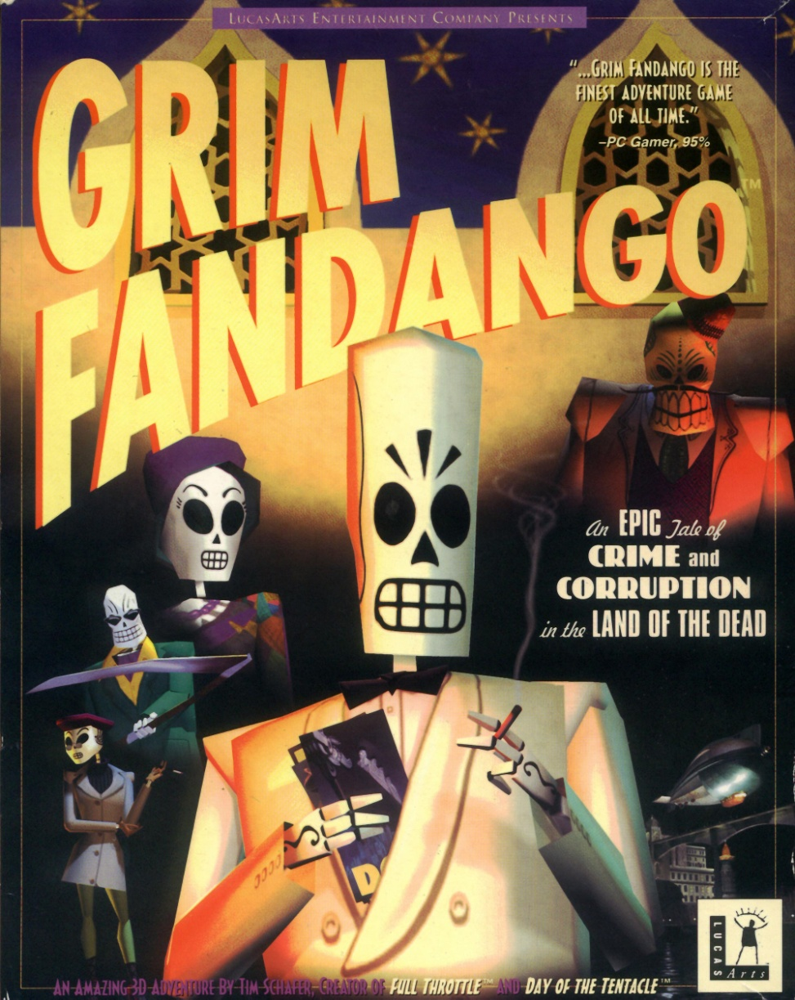 LUCASARTS ENTERTAINMENT COMPANY PRESENTS
GRIM
FANDANGO
TM
"...GRIM FANDANGO IS THE
FINEST ADVENTURE GAME
OF ALL TIME."
–PC Gamer, 95%
An EPIC Tale of
CRIME and
CORRUPTION
in the LAND OF THE DEAD
D
LUCAS
Arts
AN AMAZING 3D ADVENTURE BY TIM SCHAFER, CREATOR OF FULL THROTTLE™ AND DAY OF THE TENTACLE™